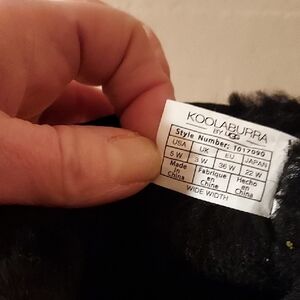 KOOLABURRA
BY UGG
Style Number: 1017090
USA UK EU JAPAN
5 W 3 W 36 W 22 W
Made in China Fabriqué en Chine Hecho en China
WIDE WIDTH